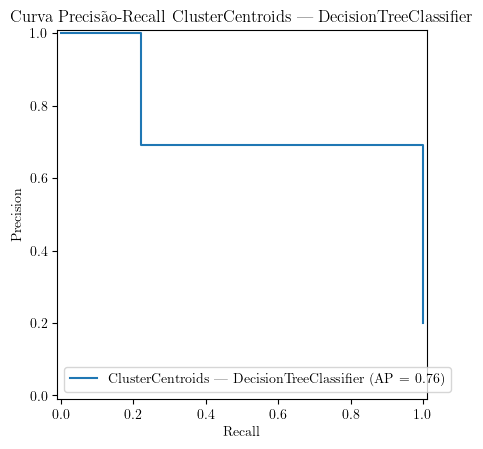 Curva Precisão-Recall ClusterCentroids — DecisionTreeClassifier
1.0
0.8
0.6
0.4
0.2
0.0
Precision
ClusterCentroids — DecisionTreeClassifier (AP = 0.76)
0.0 0.2 0.4 0.6 0.8 1.0
Recall